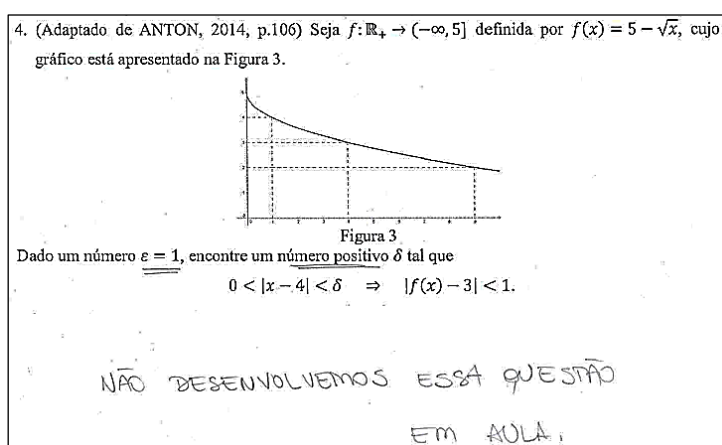 4. (Adaptado de ANTON, 2014, p.106) Seja f: ℝ₊ → (−∞, 5] definida por f(x) = 5 − √x, cujo
gráfico está apresentado na Figura 3.
Figura 3
Dado um número ε = 1, encontre um número positivo δ tal que
0 < |x − 4| < δ ⇒ |f(x) − 3| < 1.
NÃO DESENVOLVEMOS ESSA QUESTÃO
EM AULA.